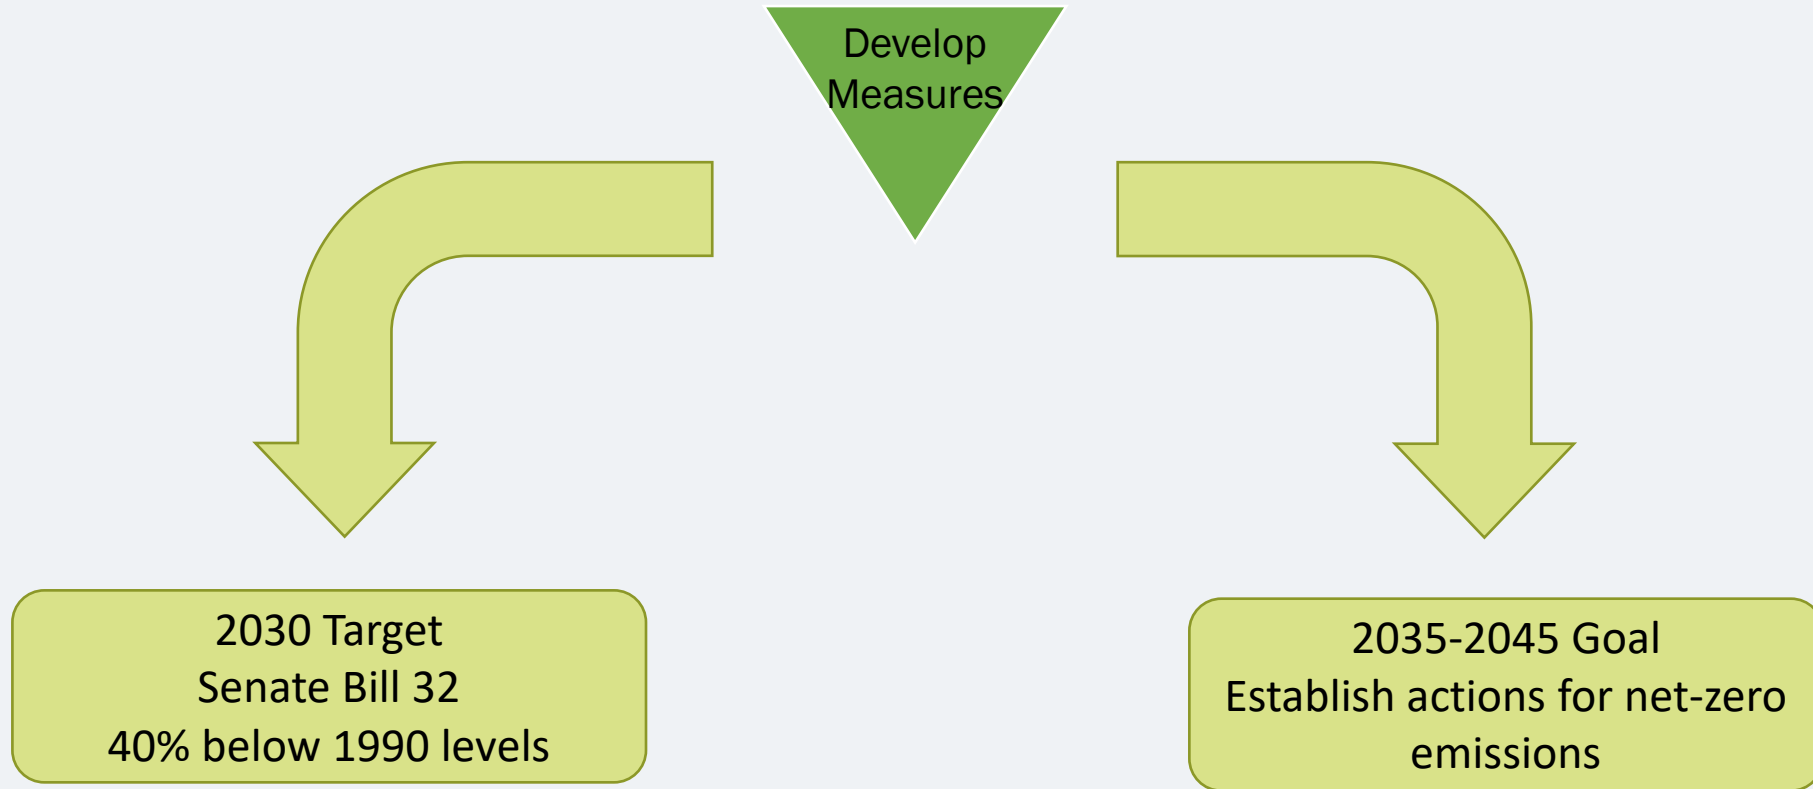 Develop
Measures
2030 Target
Senate Bill 32
40% below 1990 levels
2035-2045 Goal
Establish actions for net-zero
emissions